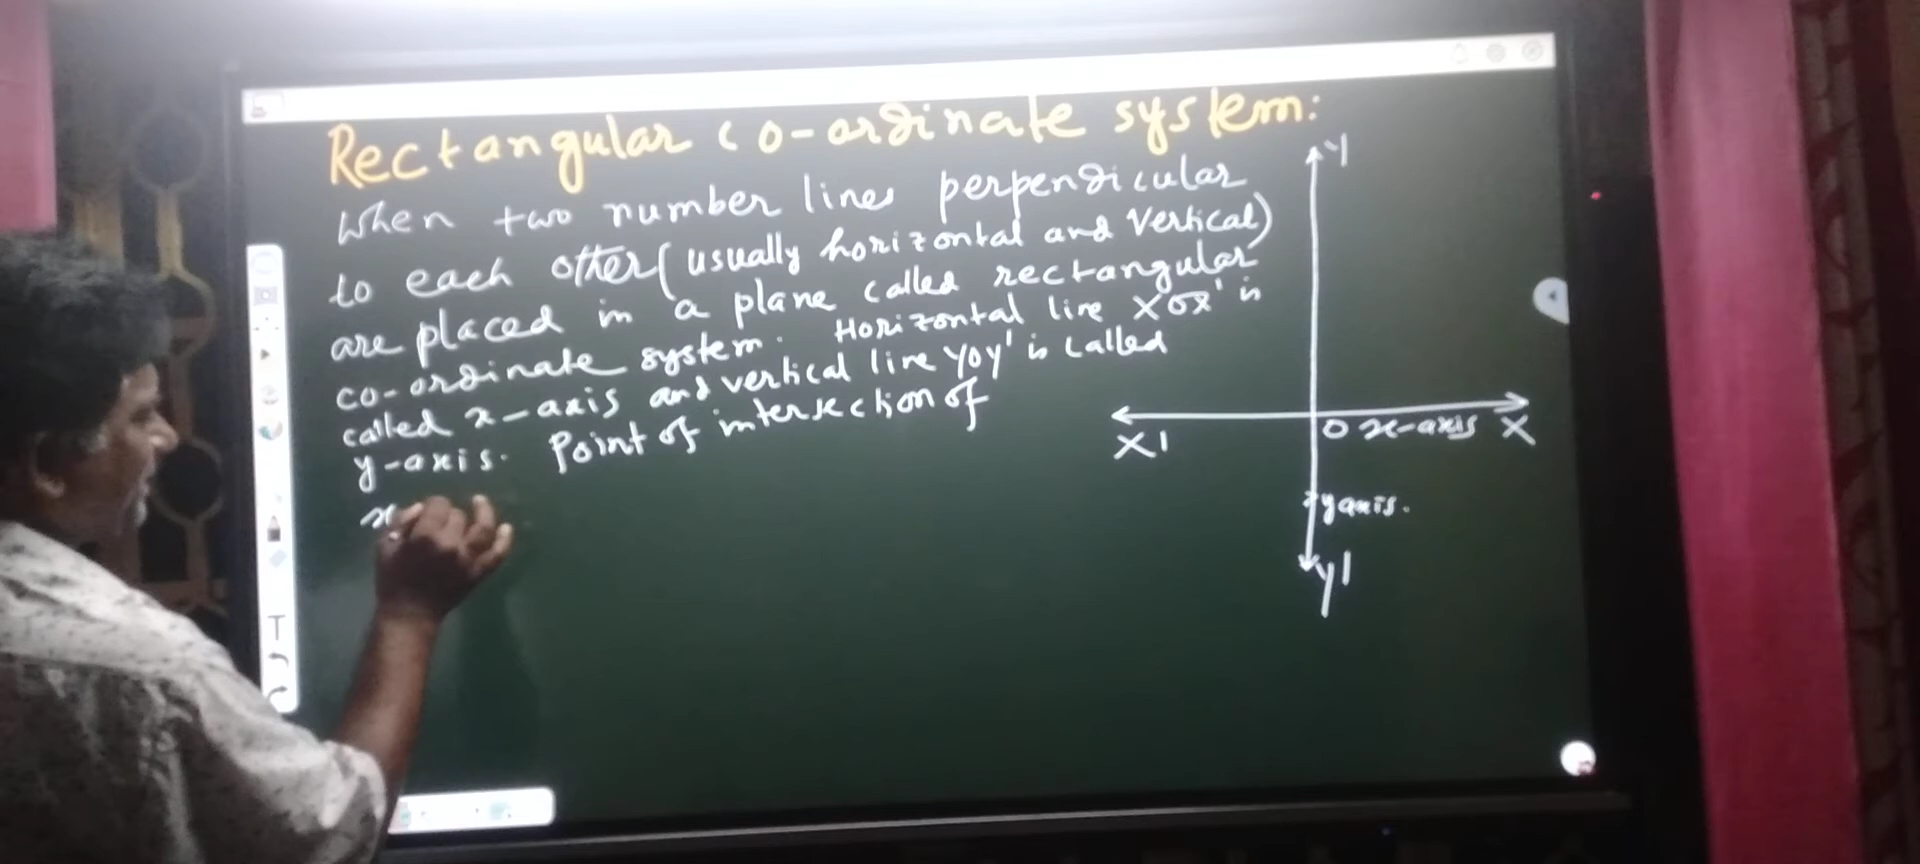 Rectangular co-ordinate system:
When two number lines perpendicular
to each other (usually horizontal and vertical)
are placed in a plane called rectangular
co-ordinate system. Horizontal line XOX' is
called x-axis and vertical line YOY' is called
y-axis. Point of intersection of
x
Y
X'
O x-axis X
y axis.
Y'
T